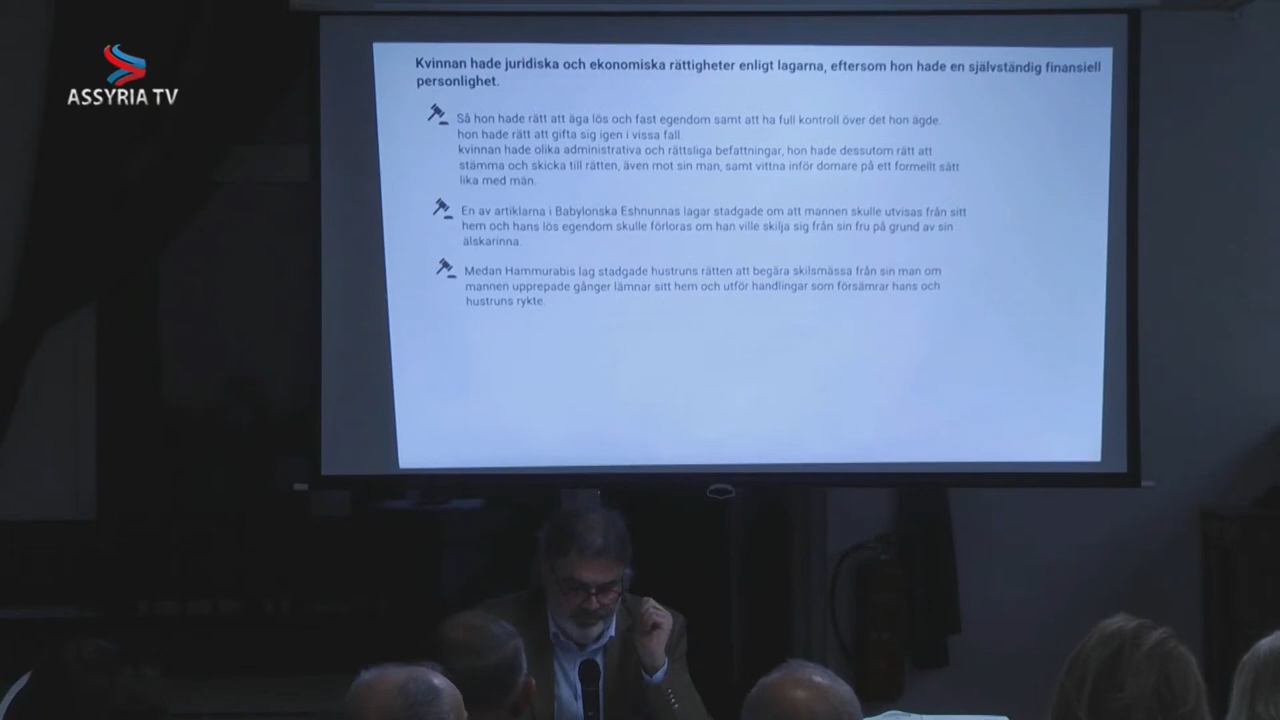 ASSYRIA TV
Kvinnan hade juridiska och ekonomiska rättigheter enligt lagarna, eftersom hon hade en självständig finansiell
personlighet.
Så hon hade rätt att äga lös och fast egendom samt att ha full kontroll över det hon ägde.
hon hade rätt att gifta sig igen i vissa fall.
kvinnan hade olika administrativa och rättsliga befattningar, hon hade dessutom rätt att
stämma och skicka till rätten, även mot sin man, samt vittna inför domare på ett formellt sätt
lika med män.
En av artiklarna i Babylonska Eshnunnas lagar stadgade om att mannen skulle utvisas från sitt
hem och hans lös egendom skulle förloras om han ville skilja sig från sin fru på grund av sin
älskarinna.
Medan Hammurabis lag stadgade hustruns rätten att begära skilsmässa från sin man om
mannen upprepade gånger lämnar sitt hem och utför handlingar som försämrar hans och
hustruns rykte.